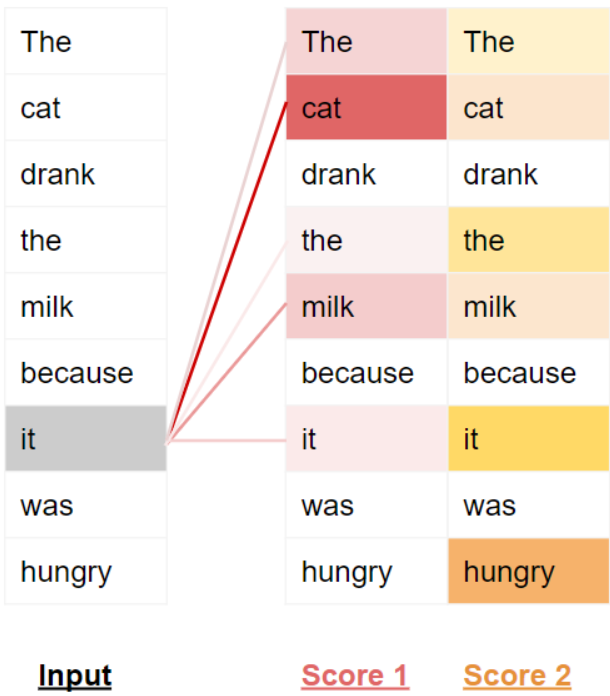 The The The
cat cat cat
drank drank drank
the the the
milk milk milk
because because because
it it it
was was was
hungry hungry hungry
Input Score 1 Score 2